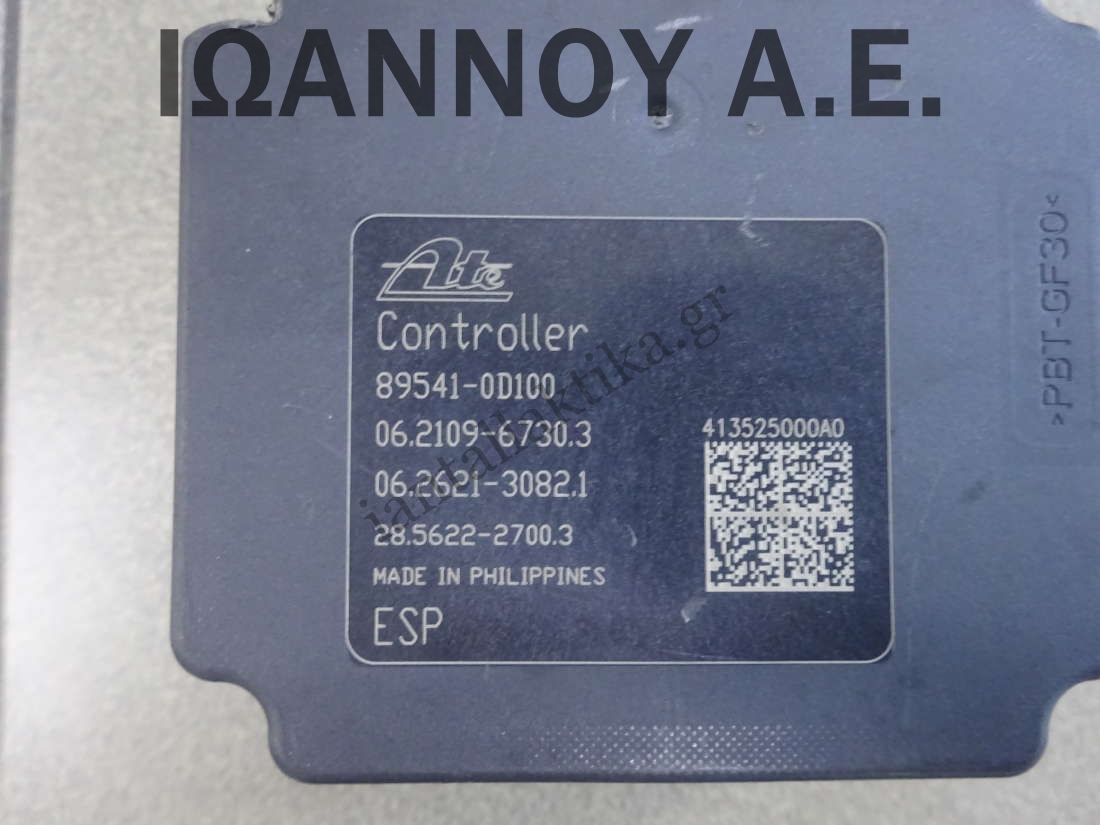 ΙΩΑΝΝΟΥ Α.Ε.
Ate
Controller
89541-0D100
06.2109-6730.3
06.2621-3082.1
28.5622-2700.3
MADE IN PHILIPPINES
ESP
413525000A0
>PBT-GF30<
iantallaktika.gr